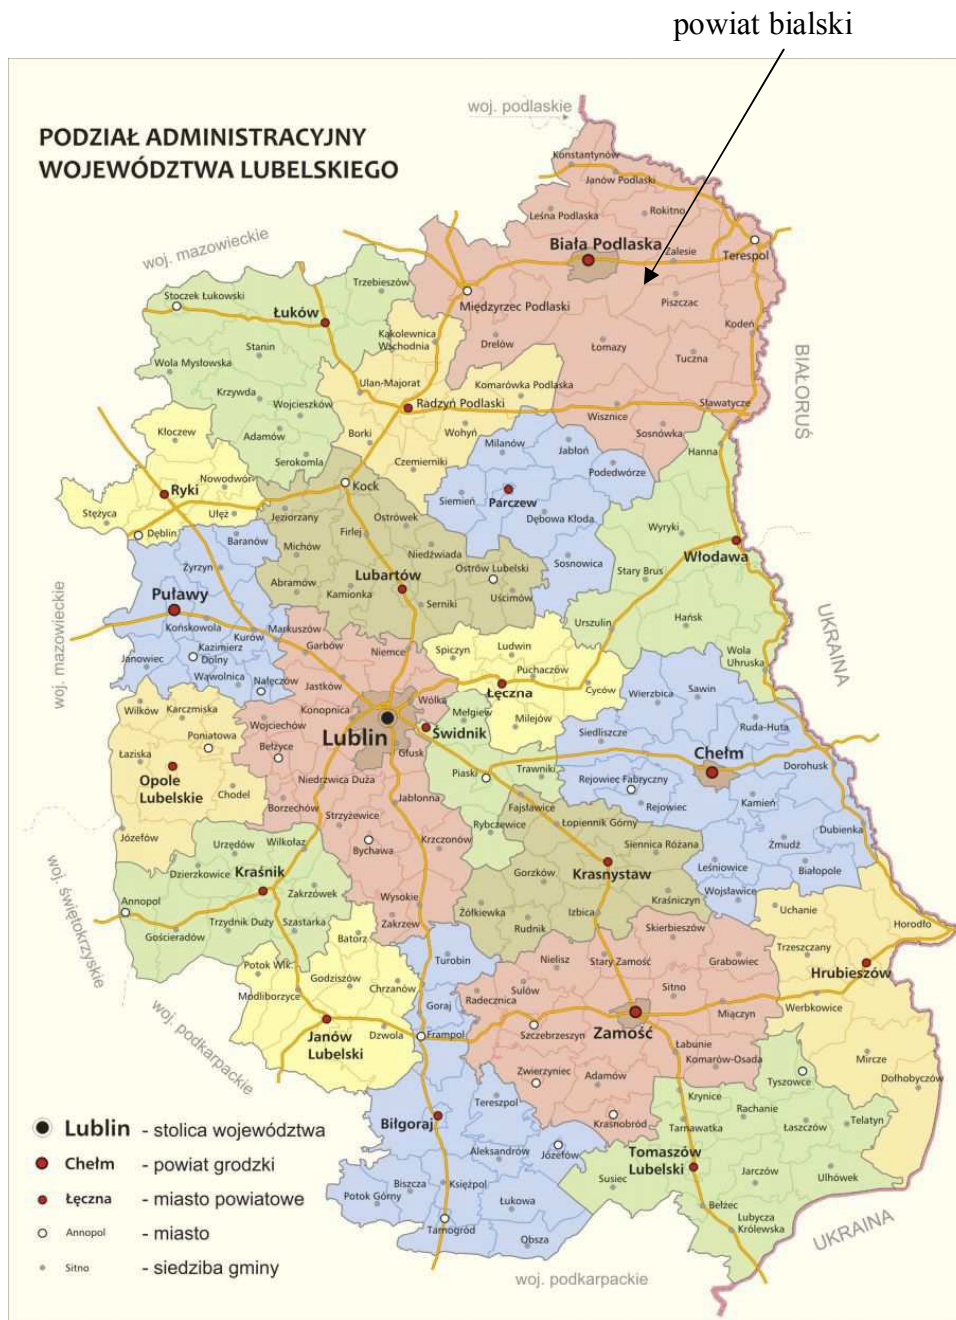 powiat bialski
PODZIAŁ ADMINISTRACYJNY
WOJEWÓDZTWA LUBELSKIEGO
woj. podlaskie
Konstantynów
Janów Podlaski
Leśna Podlaska
Rokitno
Biała Podlaska
Zalesie
Terespol
woj. mazowieckie
Trzebieszów
Stoczek Łukowski
Międzyrzec Podlaski
Piszczac
Łuków
Kodeń
Kąkolewnica
Wschodnia
Drelów
Łomazy
Tuczna
Stanin
Wola Mysłowska
BIAŁORUŚ
Ulan-Majorat
Komarówka Podlaska
Krzywda
Wojcieszków
Radzyń Podlaski
Sławatycze
Wisznice
Kłoczew
Adamów
Borki
Wohyń
Sosnówka
Milanów
Jabłoń
Hanna
Serokomla
Czemierniki
Podedwórze
Nowodwór
Kock
Ryki
Siemień
Parczew
Stężyca
Ułęż
Jeziorzany
Ostrówek
Dębowa Kłoda
Dęblin
Baranów
Firlej
Wyryki
Michów
Niedźwiada
Włodawa
Żyrzyn
Ostrów Lubelski
Sosnowica
Stary Brus
Abramów
Lubartów
Puławy
Kamionka
Serniki
Uścimów
woj. mazowieckie
Końskowola
Markuszów
Urszulin
Hańsk
UKRAINA
Kurów
Garbów
Niemce
Spiczyn
Ludwin
Kazimierz
Dolny
Janowiec
Wąwolnica
Puchaczów
Wola
Uhruska
Nałęczów
Jastków
Łęczna
Cyców
Wierzbica
Sawin
Wilków
Karczmiska
Konopnica
Wólka
Mełgiew
Wojciechów
Milejów
Ruda-Huta
Poniatowa
Lublin
Świdnik
Siedliszcze
Łaziska
Bełżyce
Głusk
Chełm
Dorohusk
Opole
Lubelskie
Niedrzwica Duża
Piaski
Trawniki
Rejowiec Fabryczny
Chodel
Borzechów
Jabłonna
Fajsławice
Rejowiec
Kamień
Józefów
Strzyżewice
Rybczewice
Łopiennik Górny
Dubienka
Urzędów
Wilkołaz
Bychawa
Krzczonów
Siennica Różana
Żmudź
Dzierzkowice
Leśniowice
Białopole
woj. świętokrzyskie
Kraśnik
Zakrzówek
Gorzków
Krasnystaw
Wojsławice
Wysokie
Kraśniczyn
Annopol
Żółkiewka
Izbica
Uchanie
Trzydnik Duży
Szastarka
Zakrzew
Rudnik
Skierbieszów
Horodło
Gościeradów
Batorz
Trzeszczany
Turobin
Nielisz
Stary Zamość
Grabowiec
Hrubieszów
Potok Wlk.
Godziszów
Modliborzyce
Chrzanów
Radecznica
Sułów
Sitno
Goraj
Miączyn
Werbkowice
woj. podkarpackie
Janów
Lubelski
Dzwola
Frampol
Szczebrzeszyn
Zamość
Łabunie
Komarów-Osada
Mircze
Zwierzyniec
Adamów
Tyszowce
Dołhobyczów
Tereszpol
Krynice
Rachanie
Biłgoraj
Krasnobród
Tarnawatka
Łaszczów
Telatyn
Aleksandrów
Józefów
Tomaszów
Lubelski
Biszcza
Księżpol
Susiec
Jarczów
Ulhówek
Potok Górny
Łukowa
Bełżec
Tarnogród
Lubycza
Królewska
Obsza
UKRAINA
woj. podkarpackie
Lublin - stolica województwa
Chełm - powiat grodzki
Łęczna - miasto powiatowe
Annopol - miasto
Sitno - siedziba gminy